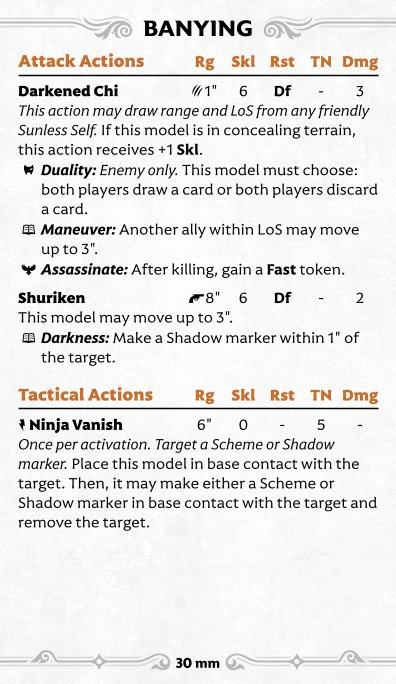 BANYING
Attack Actions Rg Skl Rst TN Dmg
Darkened Chi 1" 6 Df - 3
This action may draw range and LoS from any friendly
Sunless Self. If this model is in concealing terrain,
this action receives +1 Skl.
Duality: Enemy only. This model must choose:
both players draw a card or both players discard
a card.
Maneuver: Another ally within LoS may move
up to 3".
Assassinate: After killing, gain a Fast token.
Shuriken 8" 6 Df - 2
This model may move up to 3".
Darkness: Make a Shadow marker within 1" of
the target.
Tactical Actions Rg Skl Rst TN Dmg
Ninja Vanish 6" 0 - 5 -
Once per activation. Target a Scheme or Shadow
marker. Place this model in base contact with the
target. Then, it may make either a Scheme or
Shadow marker in base contact with the target and
remove the target.
30 mm